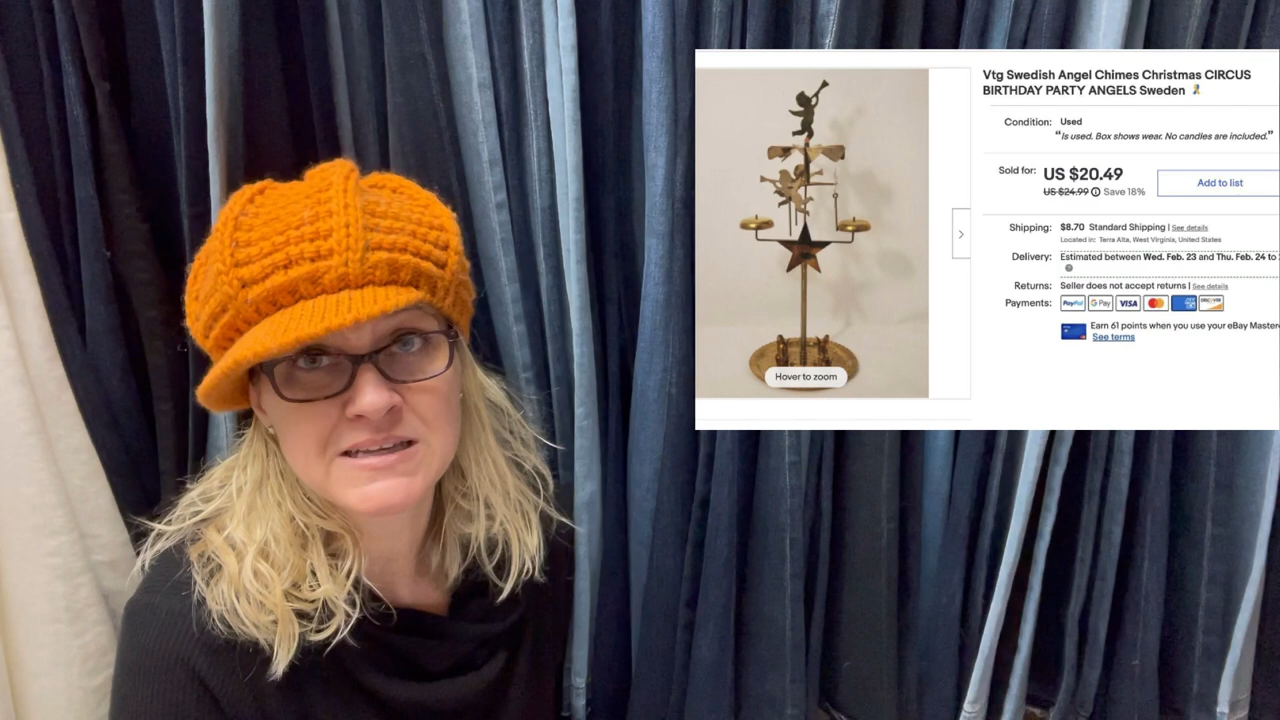 Vtg Swedish Angel Chimes Christmas CIRCUS
BIRTHDAY PARTY ANGELS Sweden
Condition: Used
"Is used. Box shows wear. No candles are included."
Sold for: US $20.49
US $24.99 Save 18%
Add to list
Shipping: $8.70 Standard Shipping | See details
Located in: Terra Alta, West Virginia, United States
Delivery: Estimated between Wed. Feb. 23 and Thu. Feb. 24 to
Returns: Seller does not accept returns | See details
Payments: PayPal G Pay VISA
DISCOVER
Earn 61 points when you use your eBay Master
See terms
Hover to zoom